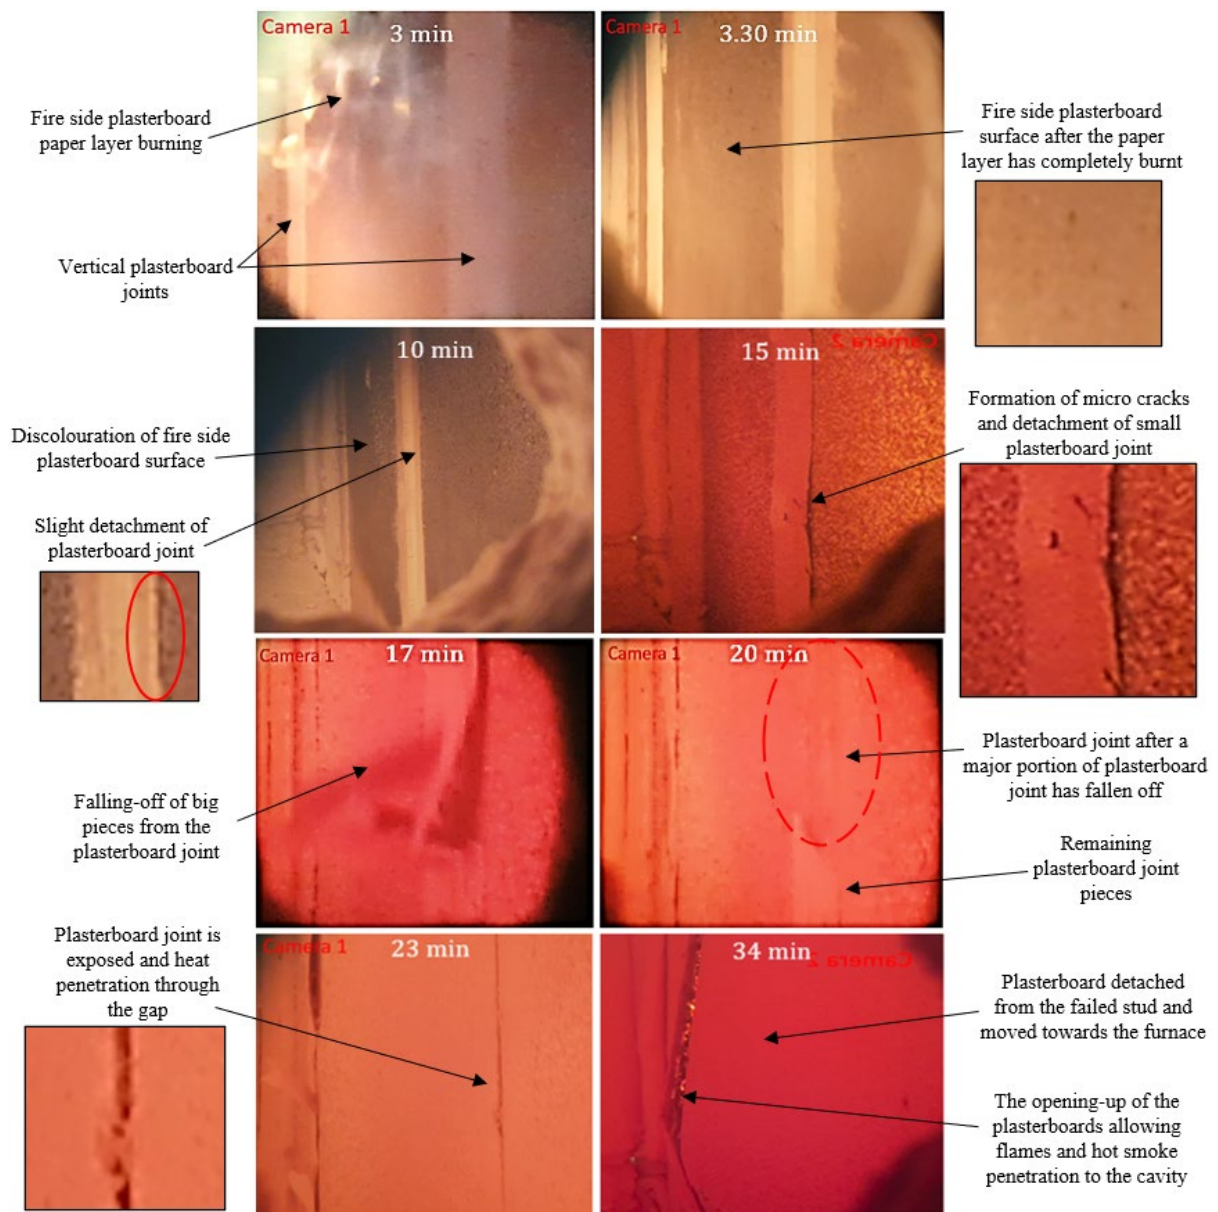 Camera 1
3 min
Camera 1
3.30 min
Fire side plasterboard
paper layer burning
Vertical plasterboard
joints
Fire side plasterboard
surface after the paper
layer has completely burnt
10 min
15 min
Camera 2
Discolouration of fire side
plasterboard surface
Slight detachment of
plasterboard joint
Formation of micro cracks
and detachment of small
plasterboard joint
Camera 1
17 min
Camera 1
20 min
Falling-off of big
pieces from the
plasterboard joint
Plasterboard joint after a
major portion of plasterboard
joint has fallen off
Remaining
plasterboard joint
pieces
Camera 1
23 min
34 min
Camera 2
Plasterboard joint is
exposed and heat
penetration through
the gap
Plasterboard detached
from the failed stud and
moved towards the furnace
The opening-up of the
plasterboards allowing
flames and hot smoke
penetration to the cavity